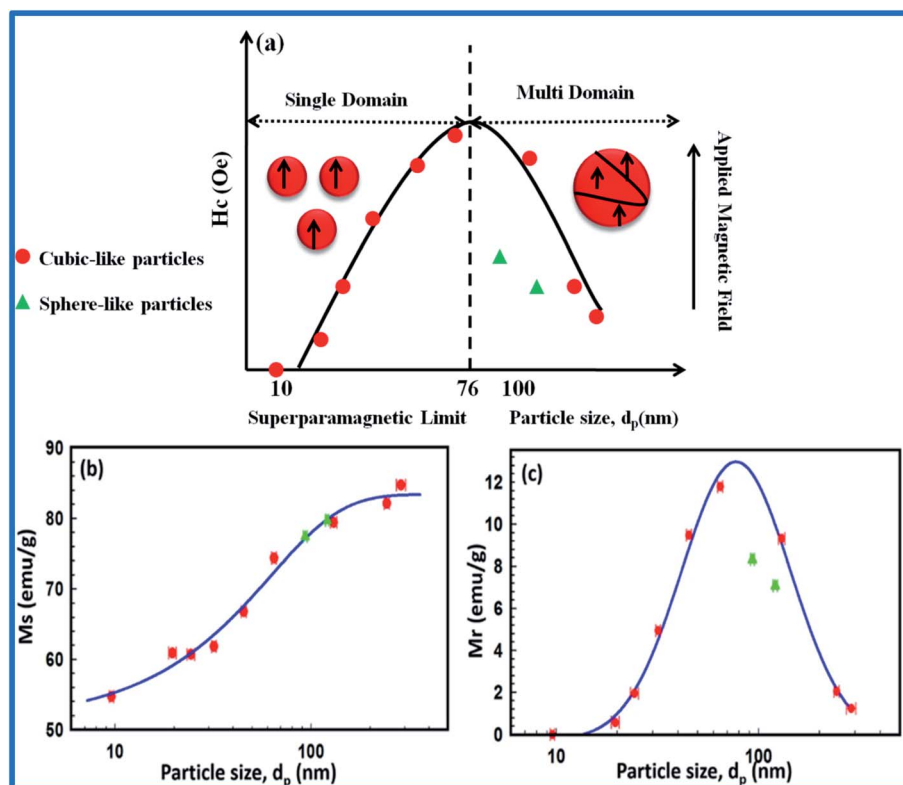 (a)
Single Domain
Multi Domain
Hc (Oe)
Applied Magnetic Field
Cubic-like particles
Sphere-like particles
10
76
100
Superparamagnetic Limit
Particle size, dp(nm)
(b)
90
80
70
60
50
Ms (emu/g)
10
100
Particle size, dp (nm)
(c)
12
10
8
6
4
2
0
Mr (emu/g)
10
100
Particle size, dp (nm)